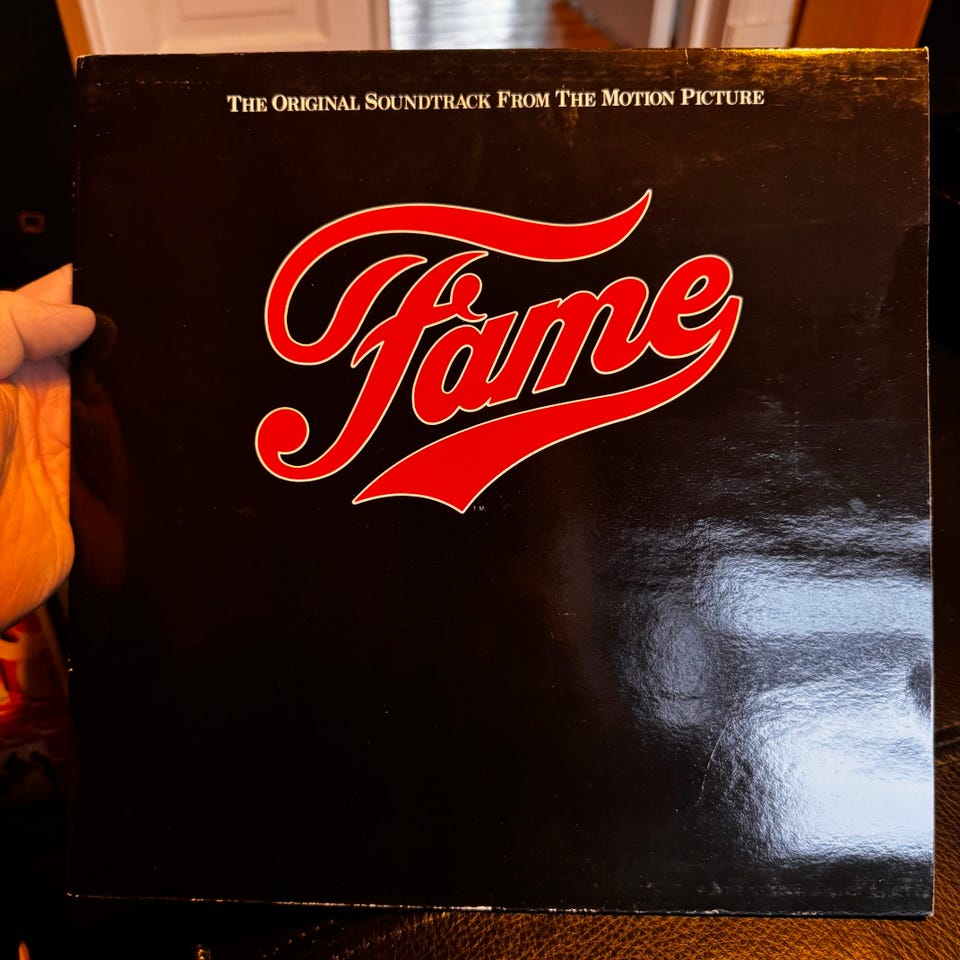 The Original Soundtrack From The Motion Picture
Fame
T.M.